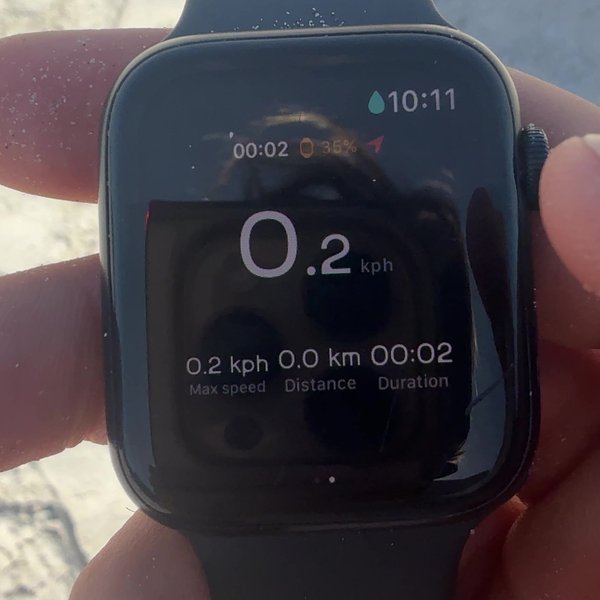 10:11
00:02 35%
0.2 kph
0.2 kph 0.0 km 00:02
Max speed Distance Duration